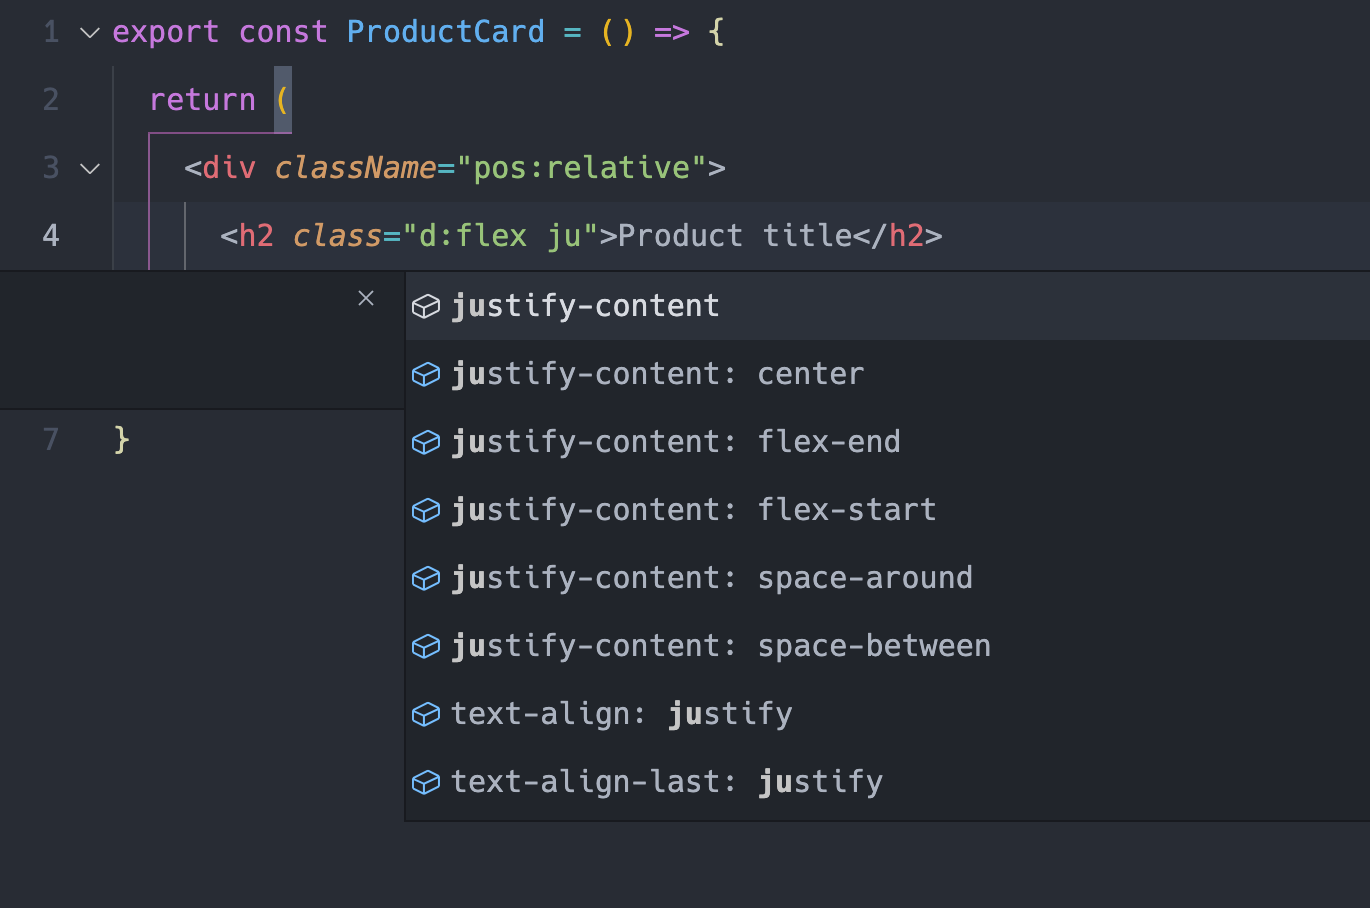 1 export const ProductCard = () => {
2 return (
3 <div className="pos:relative">
4 <h2 class="d:flex ju">Product title</h2>
justify-content
justify-content: center
7 }
justify-content: flex-end
justify-content: flex-start
justify-content: space-around
justify-content: space-between
text-align: justify
text-align-last: justify